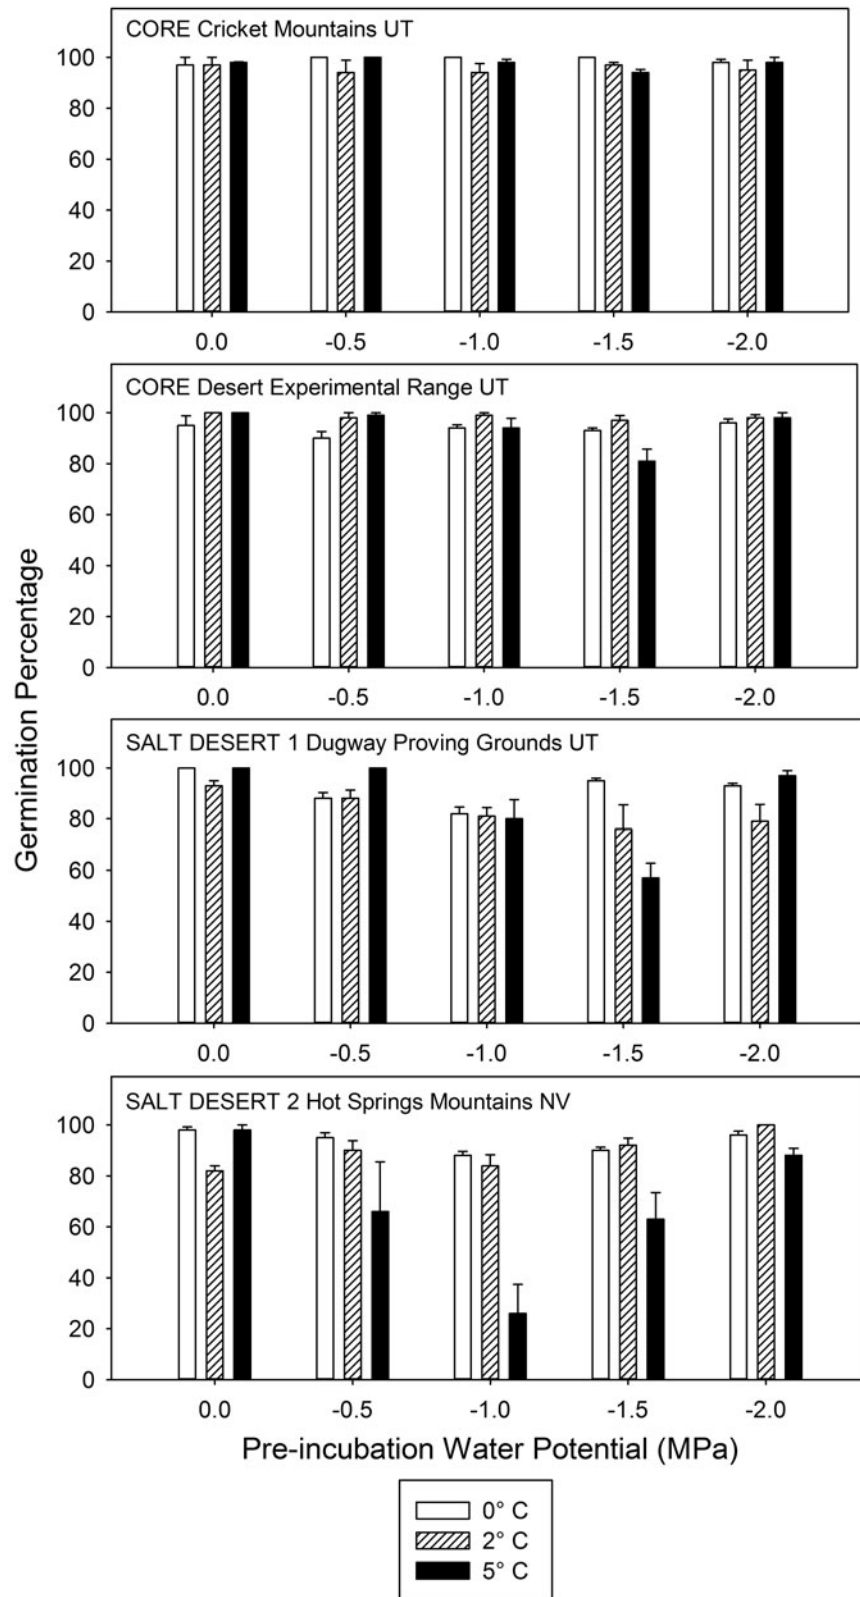 CORE Cricket Mountains UT
100
80
60
40
20
0
0.0 -0.5 -1.0 -1.5 -2.0
CORE Desert Experimental Range UT
100
80
60
40
20
0
0.0 -0.5 -1.0 -1.5 -2.0
Germination Percentage
SALT DESERT 1 Dugway Proving Grounds UT
100
80
60
40
20
0
0.0 -0.5 -1.0 -1.5 -2.0
SALT DESERT 2 Hot Springs Mountains NV
100
80
60
40
20
0
0.0 -0.5 -1.0 -1.5 -2.0
Pre-incubation Water Potential (MPa)
0° C
2° C
5° C